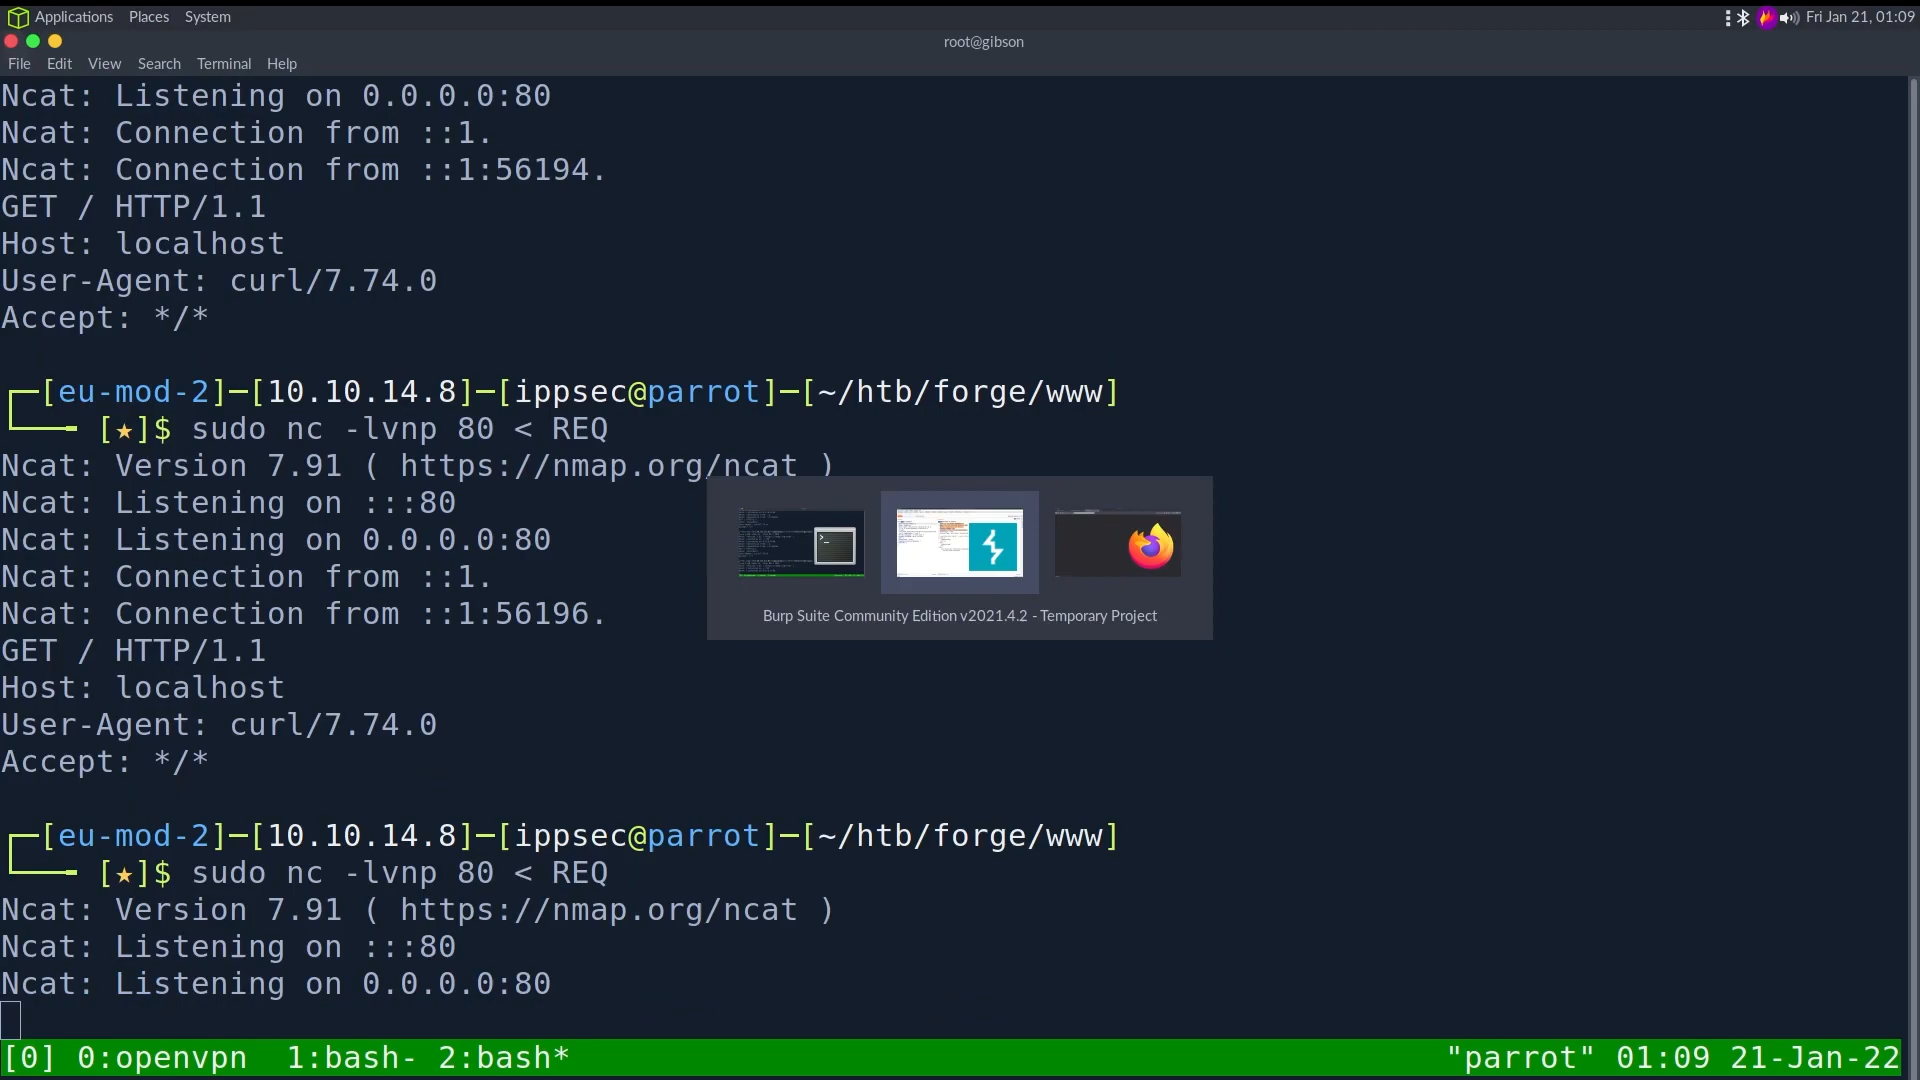 Applications Places System
Fri Jan 21, 01:09
root@gibson
File Edit View Search Terminal Help
Ncat: Listening on 0.0.0.0:80
Ncat: Connection from ::1.
Ncat: Connection from ::1:56194.
GET / HTTP/1.1
Host: localhost
User-Agent: curl/7.74.0
Accept: */*
┌─[eu-mod-2]─[10.10.14.8]─[ippsec@parrot]─[~/htb/forge/www]
└──╼ [★]$ sudo nc -lvnp 80 < REQ
Ncat: Version 7.91 ( https://nmap.org/ncat )
Ncat: Listening on :::80
Ncat: Listening on 0.0.0.0:80
Ncat: Connection from ::1.
Ncat: Connection from ::1:56196.
Burp Suite Community Edition v2021.4.2 - Temporary Project
GET / HTTP/1.1
Host: localhost
User-Agent: curl/7.74.0
Accept: */*
┌─[eu-mod-2]─[10.10.14.8]─[ippsec@parrot]─[~/htb/forge/www]
└──╼ [★]$ sudo nc -lvnp 80 < REQ
Ncat: Version 7.91 ( https://nmap.org/ncat )
Ncat: Listening on :::80
Ncat: Listening on 0.0.0.0:80
[0] 0:openvpn 1:bash- 2:bash* "parrot" 01:09 21-Jan-22